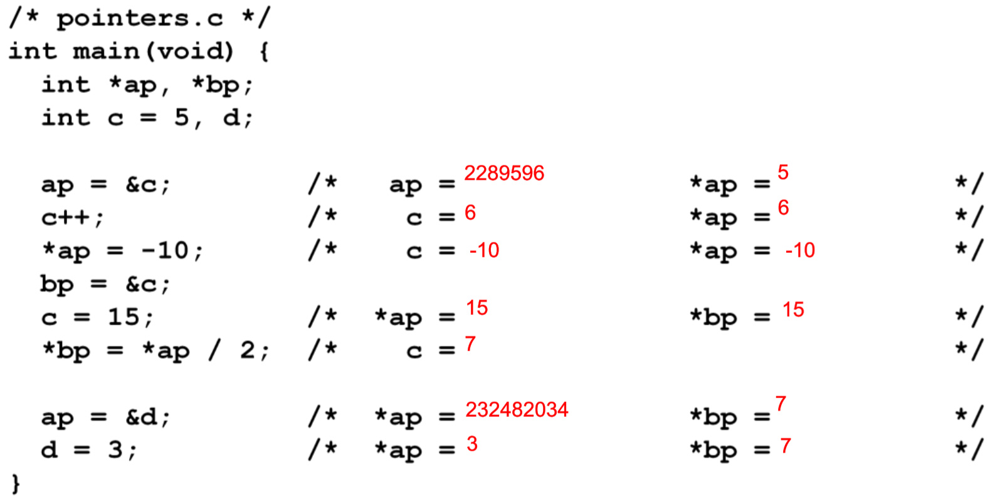 /* pointers.c */
int main(void) {
int *ap, *bp;
int c = 5, d;
ap = &c; /* ap = 2289596 *ap = 5 */
c++; /* c = 6 *ap = 6 */
*ap = -10; /* c = -10 *ap = -10 */
bp = &c;
c = 15; /* *ap = 15 *bp = 15 */
*bp = *ap / 2; /* c = 7 */
ap = &d; /* *ap = 232482034 *bp = 7 */
d = 3; /* *ap = 3 *bp = 7 */
}